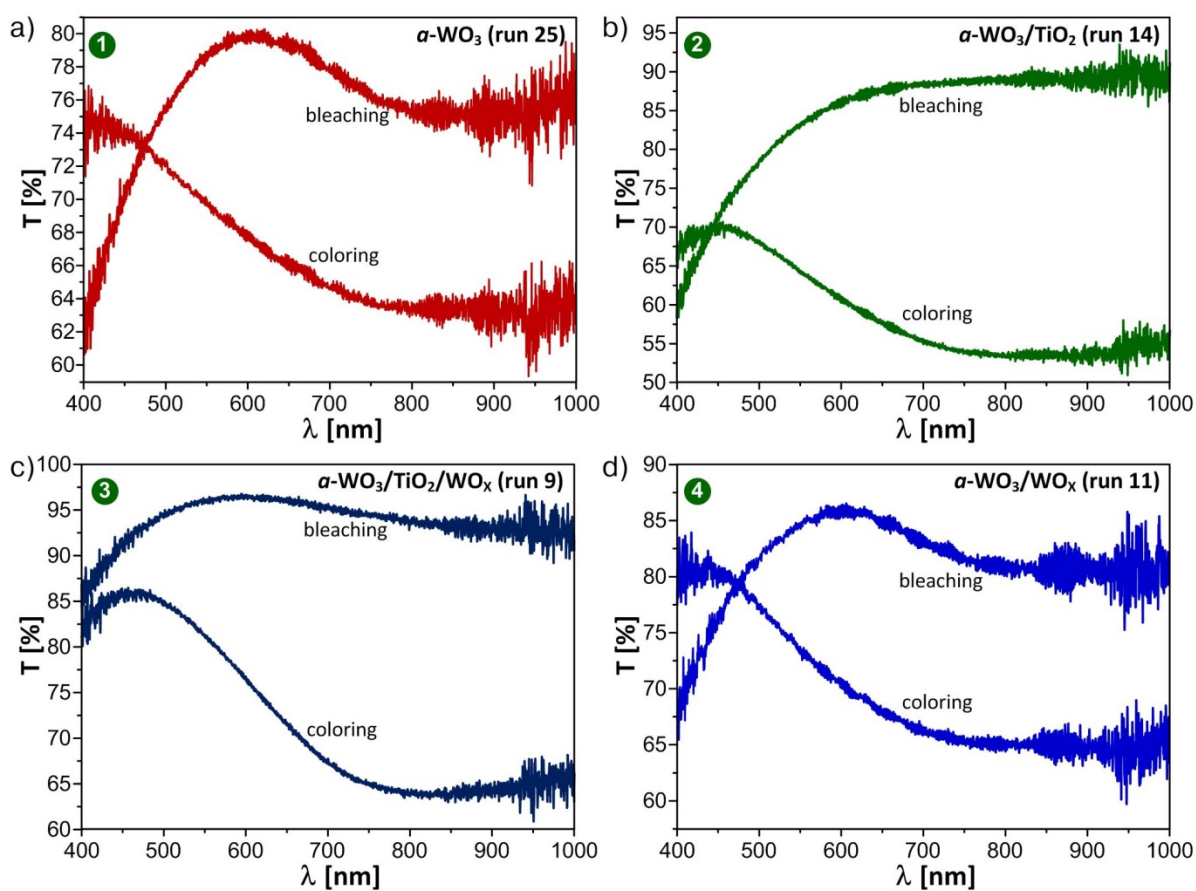 a)
1
a-WO3 (run 25)
T [%]
80
78
76
74
72
70
68
66
64
62
60
bleaching
coloring
400 500 600 700 800 900 1000
λ [nm]
b)
2
a-WO3/TiO2 (run 14)
T [%]
95
90
85
80
75
70
65
60
55
50
bleaching
coloring
400 500 600 700 800 900 1000
λ [nm]
c)
3
a-WO3/TiO2/WOX (run 9)
T [%]
100
95
90
85
80
75
70
65
60
bleaching
coloring
400 500 600 700 800 900 1000
λ [nm]
d)
4
a-WO3/WOX (run 11)
T [%]
90
85
80
75
70
65
60
bleaching
coloring
400 500 600 700 800 900 1000
λ [nm]